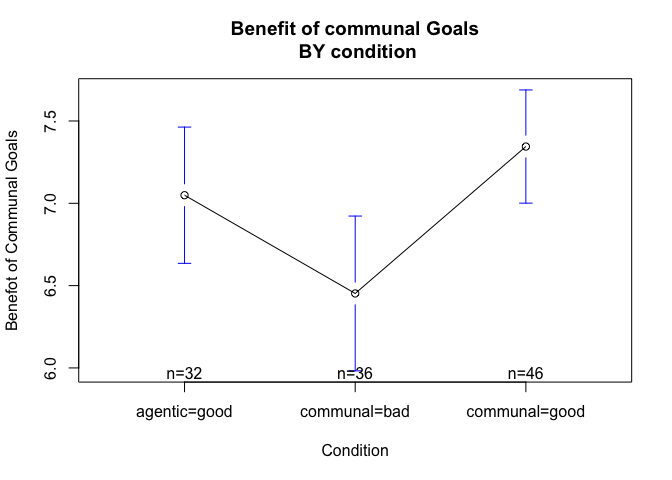 Benefit of communal Goals
BY condition
Benefot of Communal Goals
7.5
7.0
6.5
6.0
n=32 n=36 n=46
agentic=good communal=bad communal=good
Condition